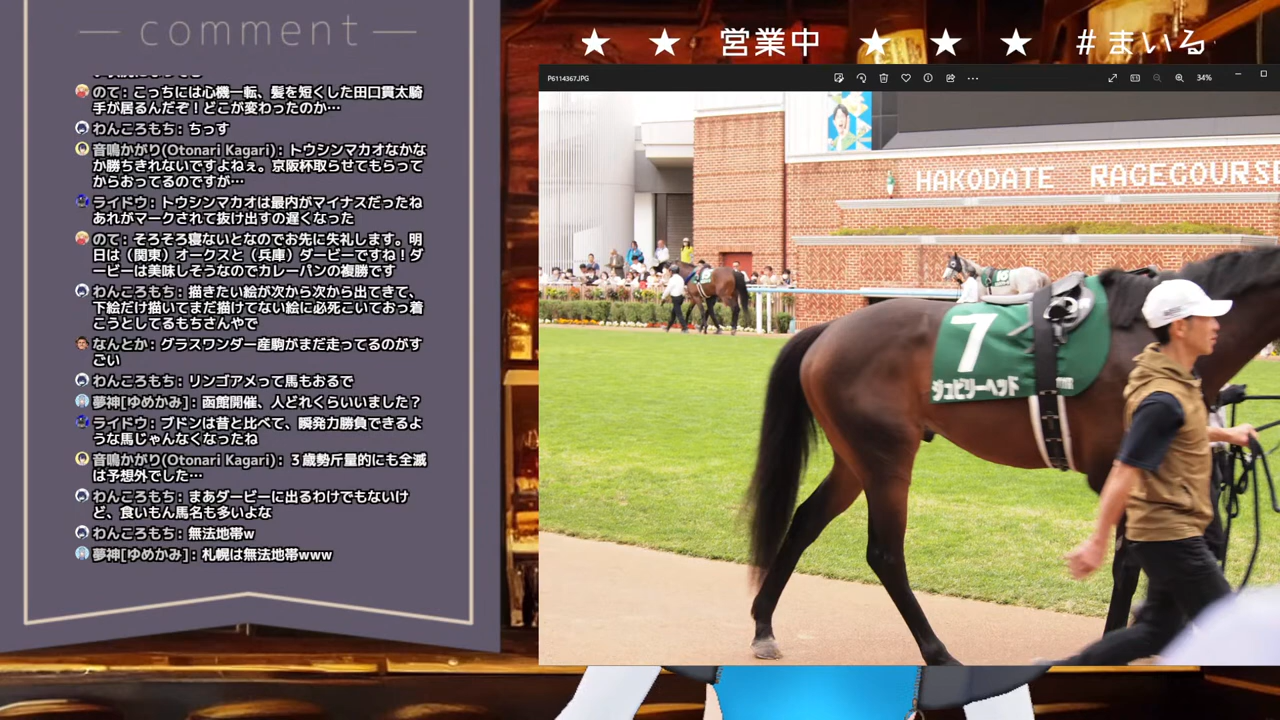 comment
のて: こっちには心機一転、髪を短くした田口貫太騎
手が居るんだぞ！どこが変わったのか…
わんころもち: ちっす
音鳴かがり(Otonari Kagari): トウシンマカオなかな
か勝ちきれないですよねぇ。京阪杯取らせてもらって
からおってるのですが…
ライドウ: トウシンマカオは最内がマイナスだったね
あれがマークされて抜け出すの遅くなった
のて: そろそろ寝ないとなのでお先に失礼します。明
日は（関東）オークスと（兵庫）ダービーですね！ダ
ービーは美味しそうなのでカレーパンの複勝です
わんころもち: 描きたい絵が次から次から出てきて、
下絵だけ描いてまだ描けてない絵に必死こいておっ着
こうとしてるもちさんやで
なんとか: グラスワンダー産駒がまだ走ってるのがす
ごい
わんころもち: リンゴアメって馬もおるで
夢神[ゆめかみ]: 函館開催、人どれくらいいました？
ライドウ: ブドンは昔と比べて、瞬発力勝負できるよ
うな馬じゃんなくなったね
音鳴かがり(Otonari Kagari): ３歳勢斤量的にも全滅
は予想外でした…
わんころもち: まあダービーに出るわけでもないけ
ど、食いもん馬名も多いよな
わんころもち: 無法地帯w
夢神[ゆめかみ]: 札幌は無法地帯www
★ ★ 営業中 ★ ★ ★ #まいる
P6114367.JPG
34%
HAKODATE RACECOURSE
7
ジュビリーヘッド